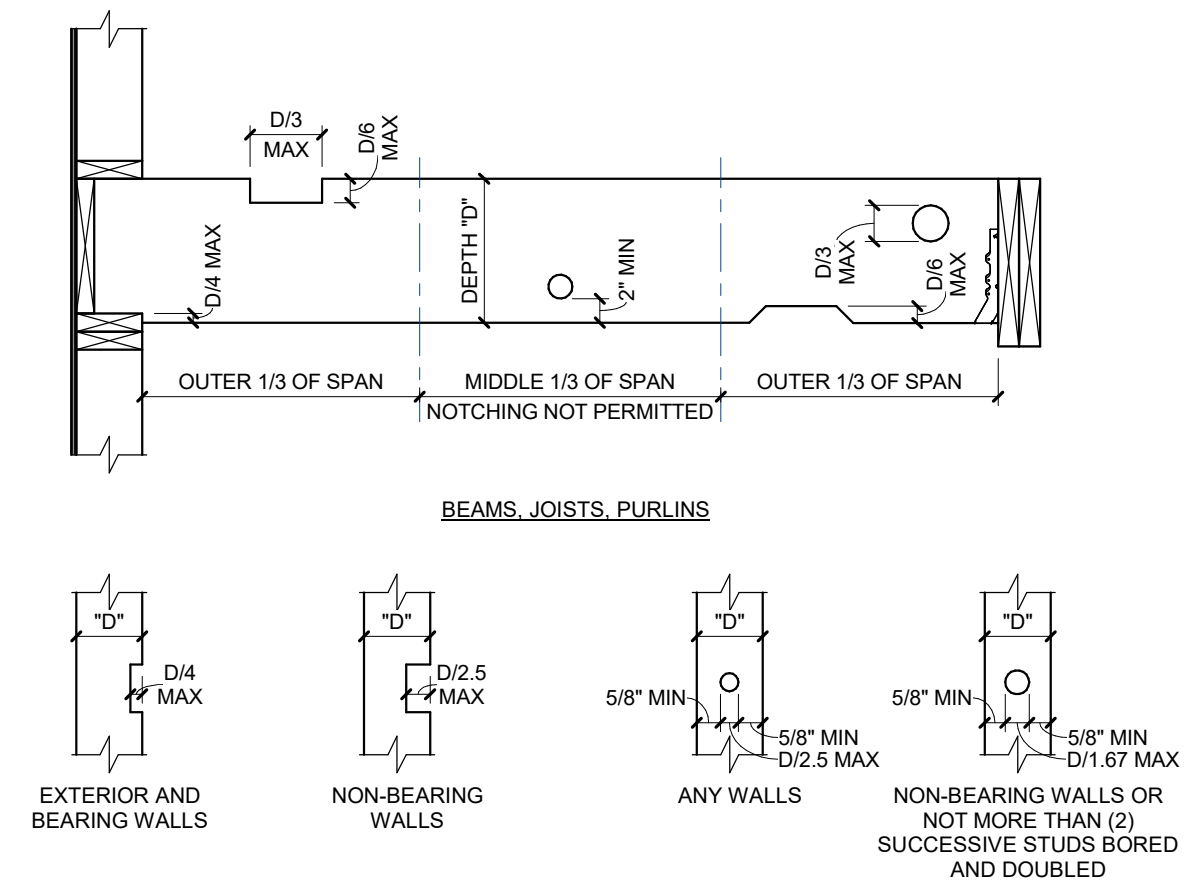 D/3
MAX
D/6
MAX
D/4 MAX
DEPTH "D"
2" MIN
D/3
MAX
D/6
MAX
OUTER 1/3 OF SPAN
MIDDLE 1/3 OF SPAN
OUTER 1/3 OF SPAN
NOTCHING NOT PERMITTED
BEAMS, JOISTS, PURLINS
"D"
D/4
MAX
EXTERIOR AND
BEARING WALLS
"D"
D/2.5
MAX
NON-BEARING
WALLS
"D"
5/8" MIN
5/8" MIN
D/2.5 MAX
ANY WALLS
"D"
5/8" MIN
5/8" MIN
D/1.67 MAX
NON-BEARING WALLS OR
NOT MORE THAN (2)
SUCCESSIVE STUDS BORED
AND DOUBLED